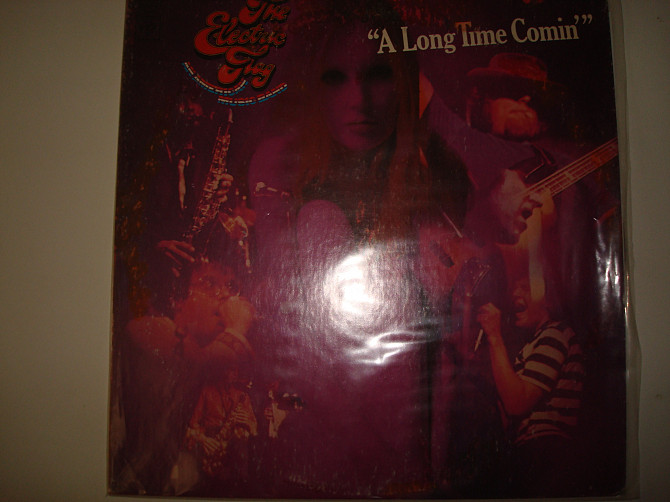 The
Electric
Flag
“A Long Time Comin’”